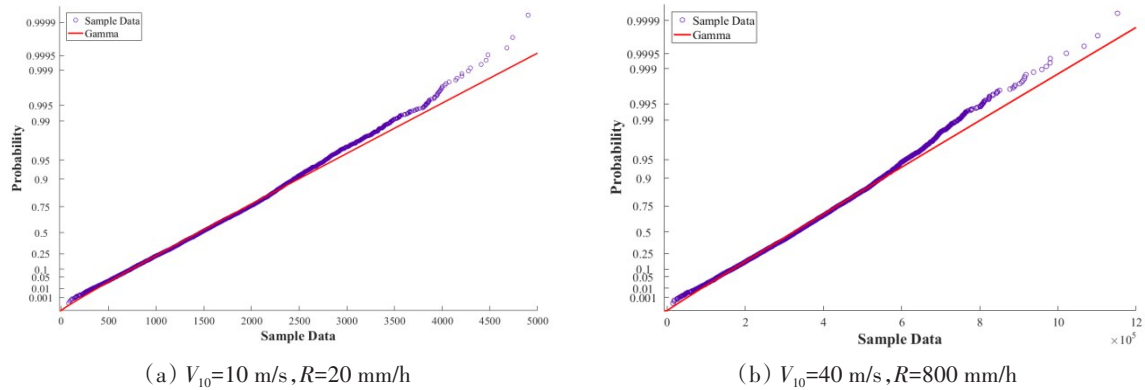 0.9999
0.9995
0.999
0.995
0.99
0.95
0.9
0.75
0.5
0.25
0.1
0.05
0.01
0.001
Probability
Sample Data
Gamma
0 500 1000 1500 2000 2500 3000 3500 4000 4500 5000
Sample Data
(a) V10=10 m/s,R=20 mm/h
0.9999
0.9995
0.999
0.995
0.99
0.95
0.9
0.75
0.5
0.25
0.1
0.05
0.01
0.001
Probability
Sample Data
Gamma
0 2 4 6 8 10 12
×10⁵
Sample Data
(b) V10=40 m/s,R=800 mm/h